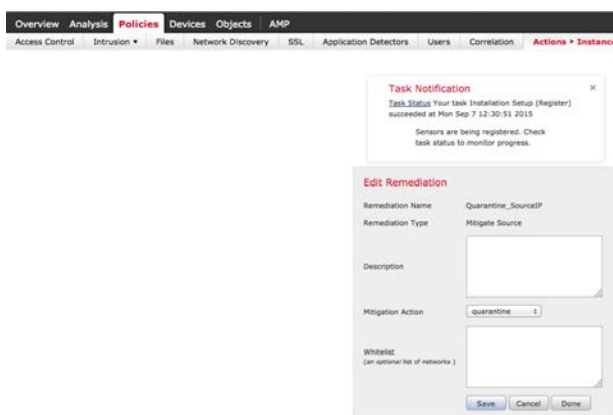 Overview Analysis Policies Devices Objects AMP
Access Control Intrusion ▾ Files Network Discovery SSL Application Detectors Users Correlation Actions ▸ Instance
Task Notification ×
Task Status Your task Installation Setup (Register)
succeeded at Mon Sep 7 12:30:51 2015
Sensors are being registered. Check
task status to monitor progress.
Edit Remediation
Remediation Name Quarantine_SourceIP
Remediation Type Mitigate Source
Description
Mitigation Action quarantine
Whitelist
(an optional list of networks )
Save Cancel Done